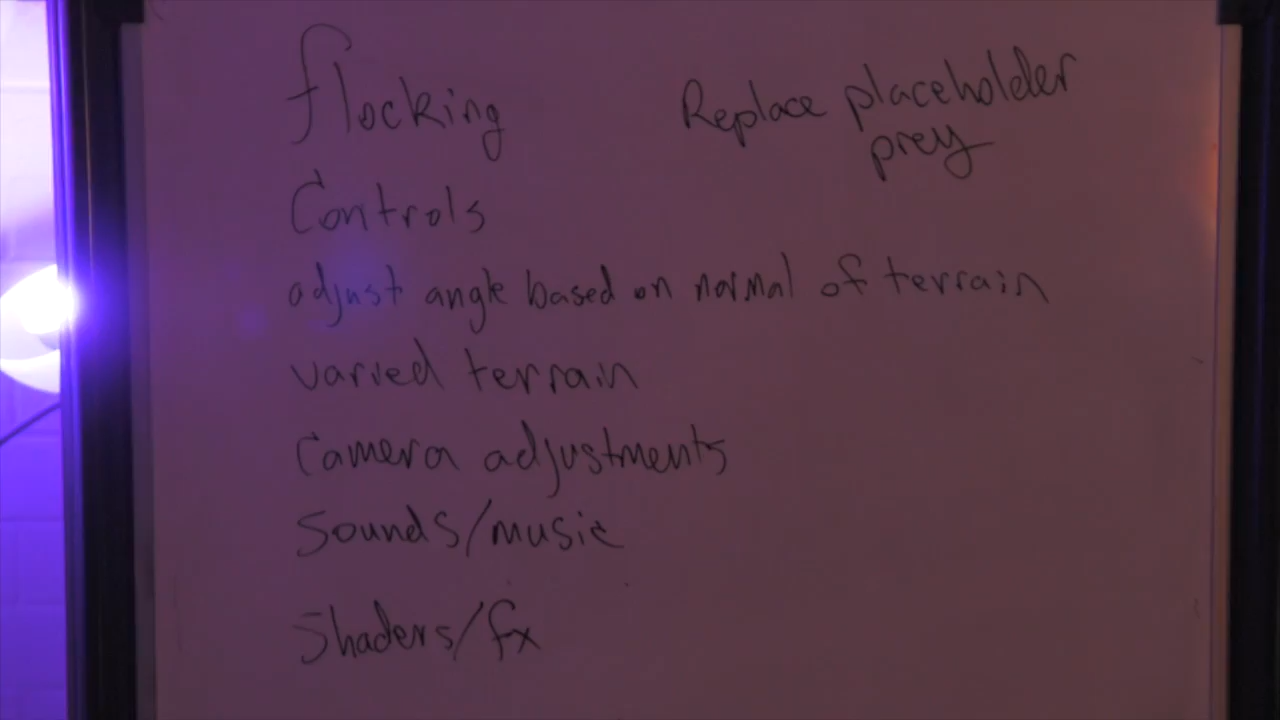 flocking
Replace placeholder
prey
Controls
adjust angle based on normal of terrain
varied terrain
Camera adjustments
Sounds/music
Shaders/fx